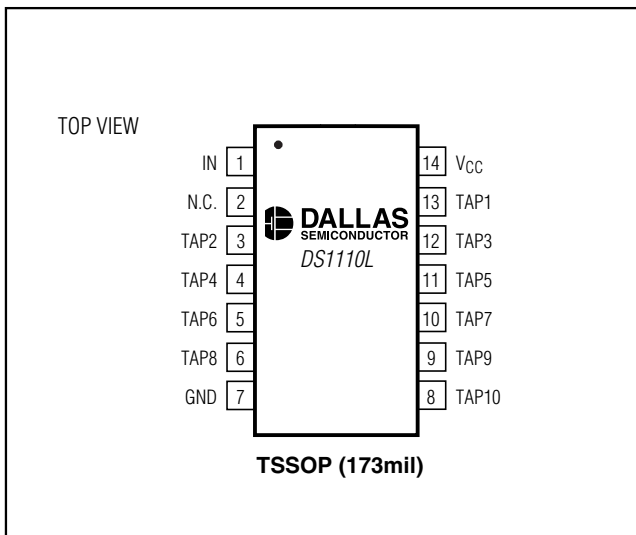 TOP VIEW
IN 1 14 VCC
N.C. 2 13 TAP1
DALLAS
SEMICONDUCTOR
TAP2 3 12 TAP3
DS1110L
TAP4 4 11 TAP5
TAP6 5 10 TAP7
TAP8 6 9 TAP9
GND 7 8 TAP10
TSSOP (173mil)